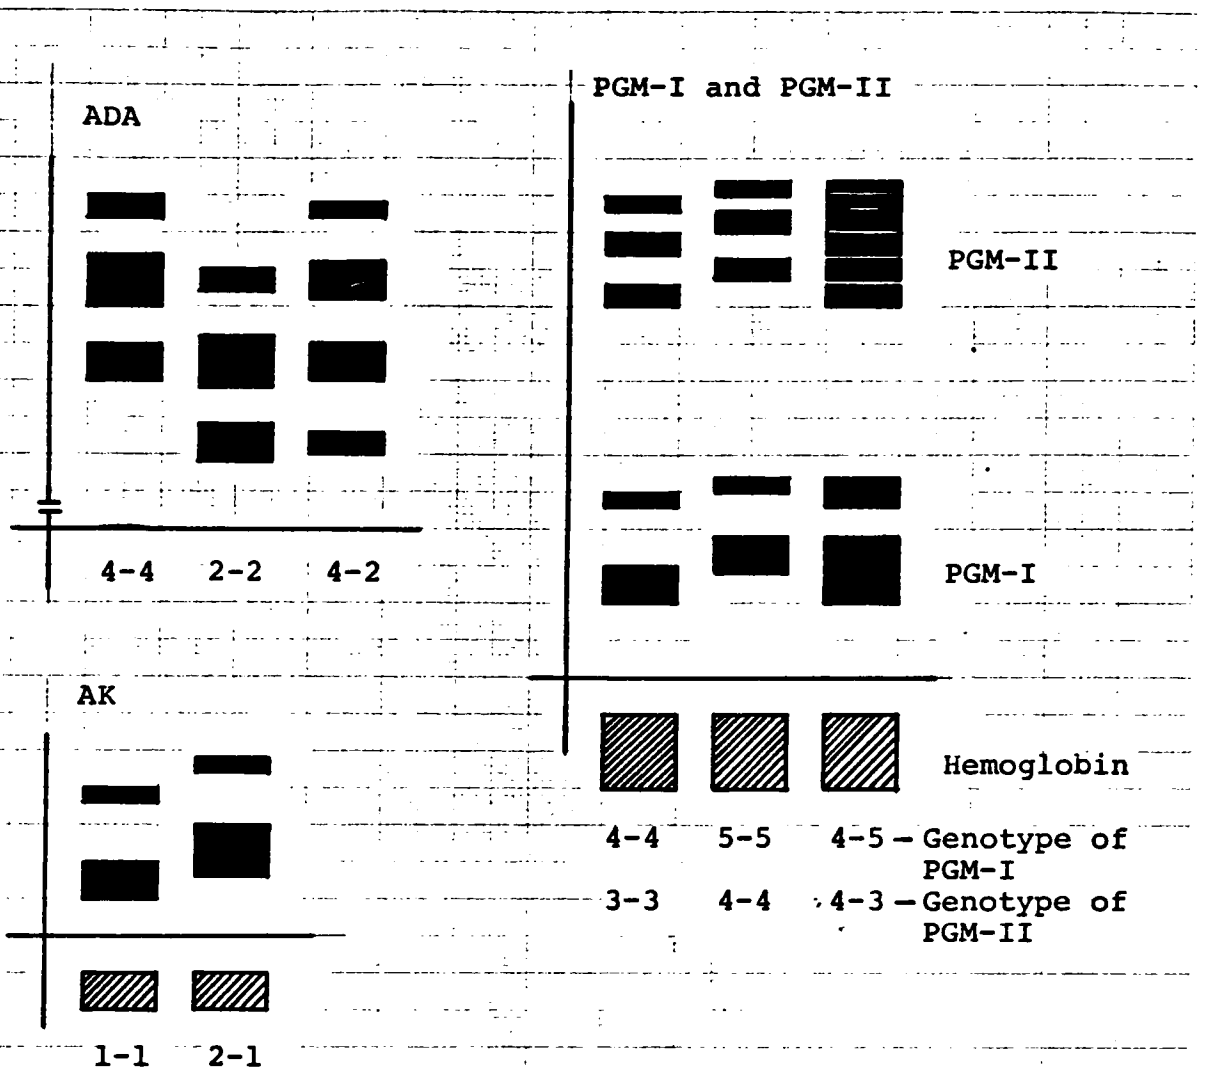 ADA
4-4 2-2 4-2
AK
1-1 2-1
PGM-I and PGM-II
PGM-II
PGM-I
Hemoglobin
4-4 5-5 4-5 — Genotype of
PGM-I
3-3 4-4 4-3 — Genotype of
PGM-II